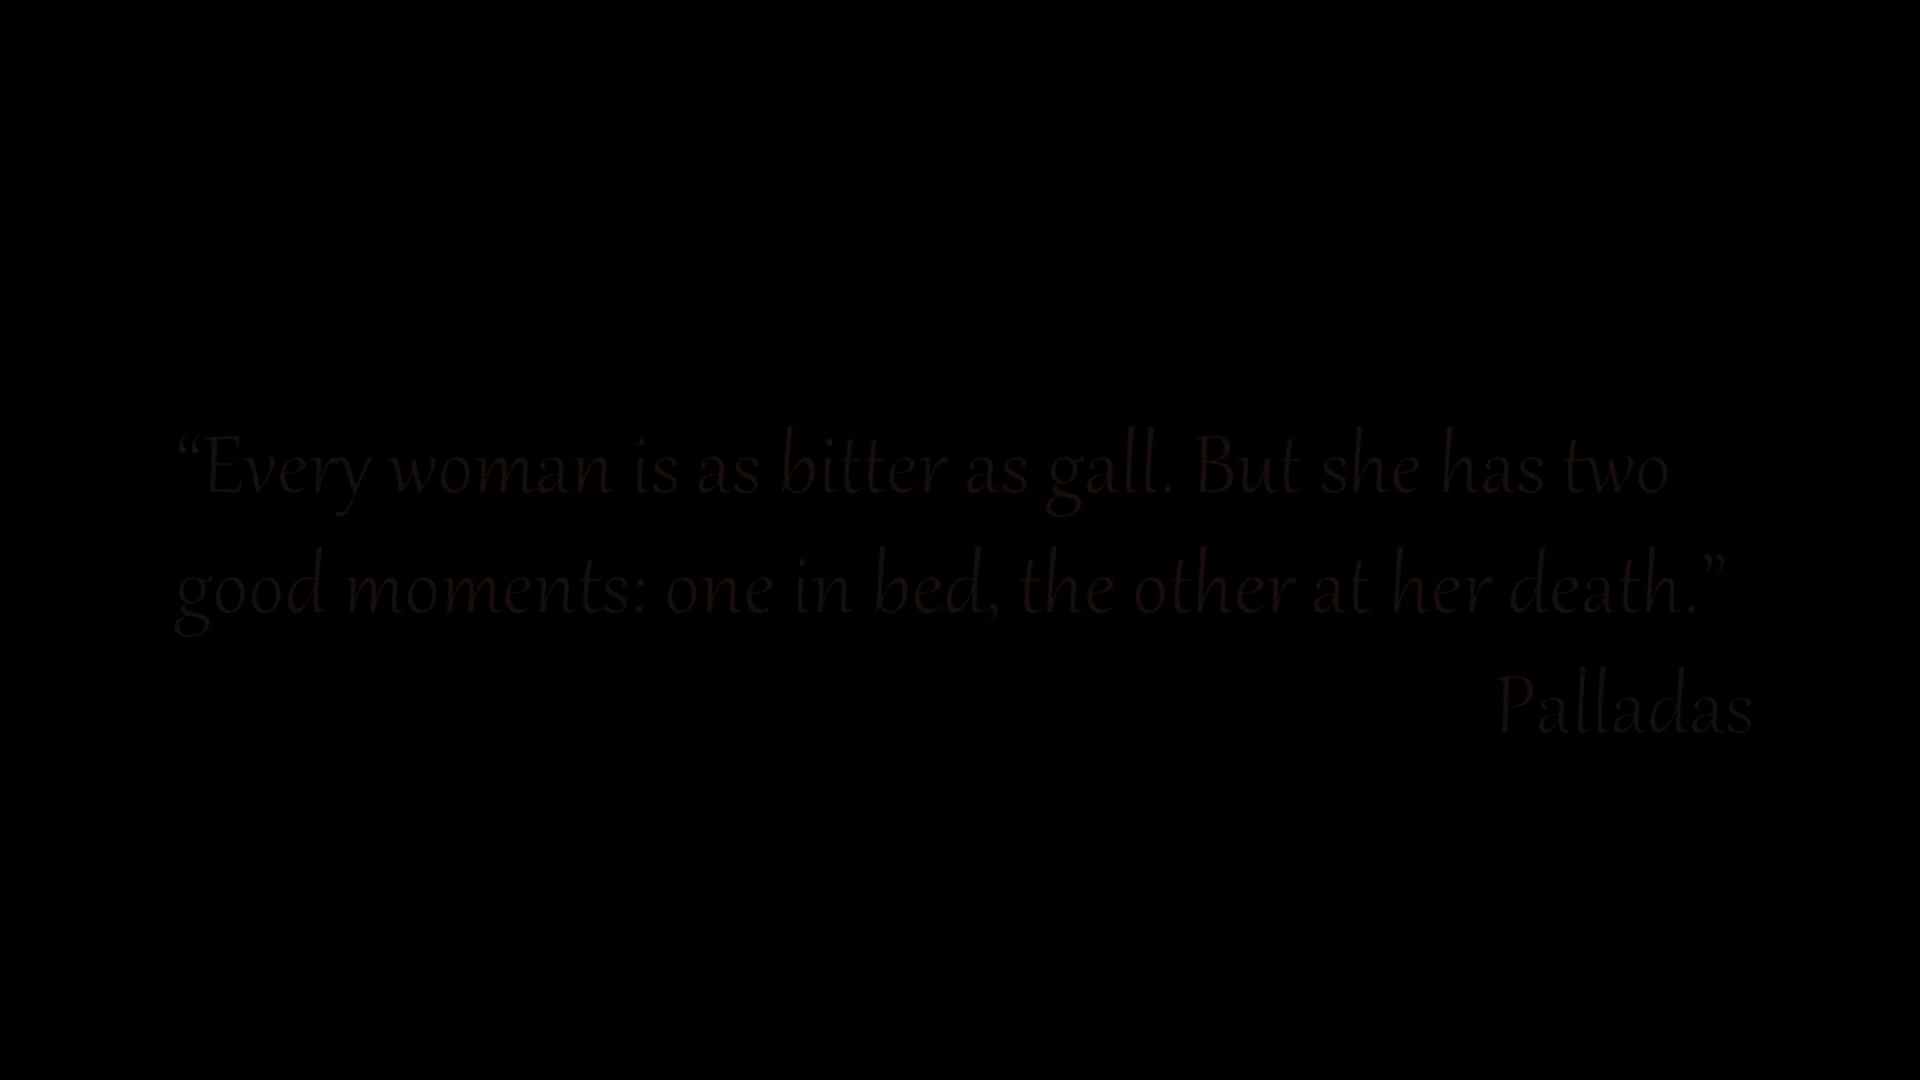 “Every woman is as bitter as gall. But she has two
good moments: one in bed, the other at her death.”
Palladas